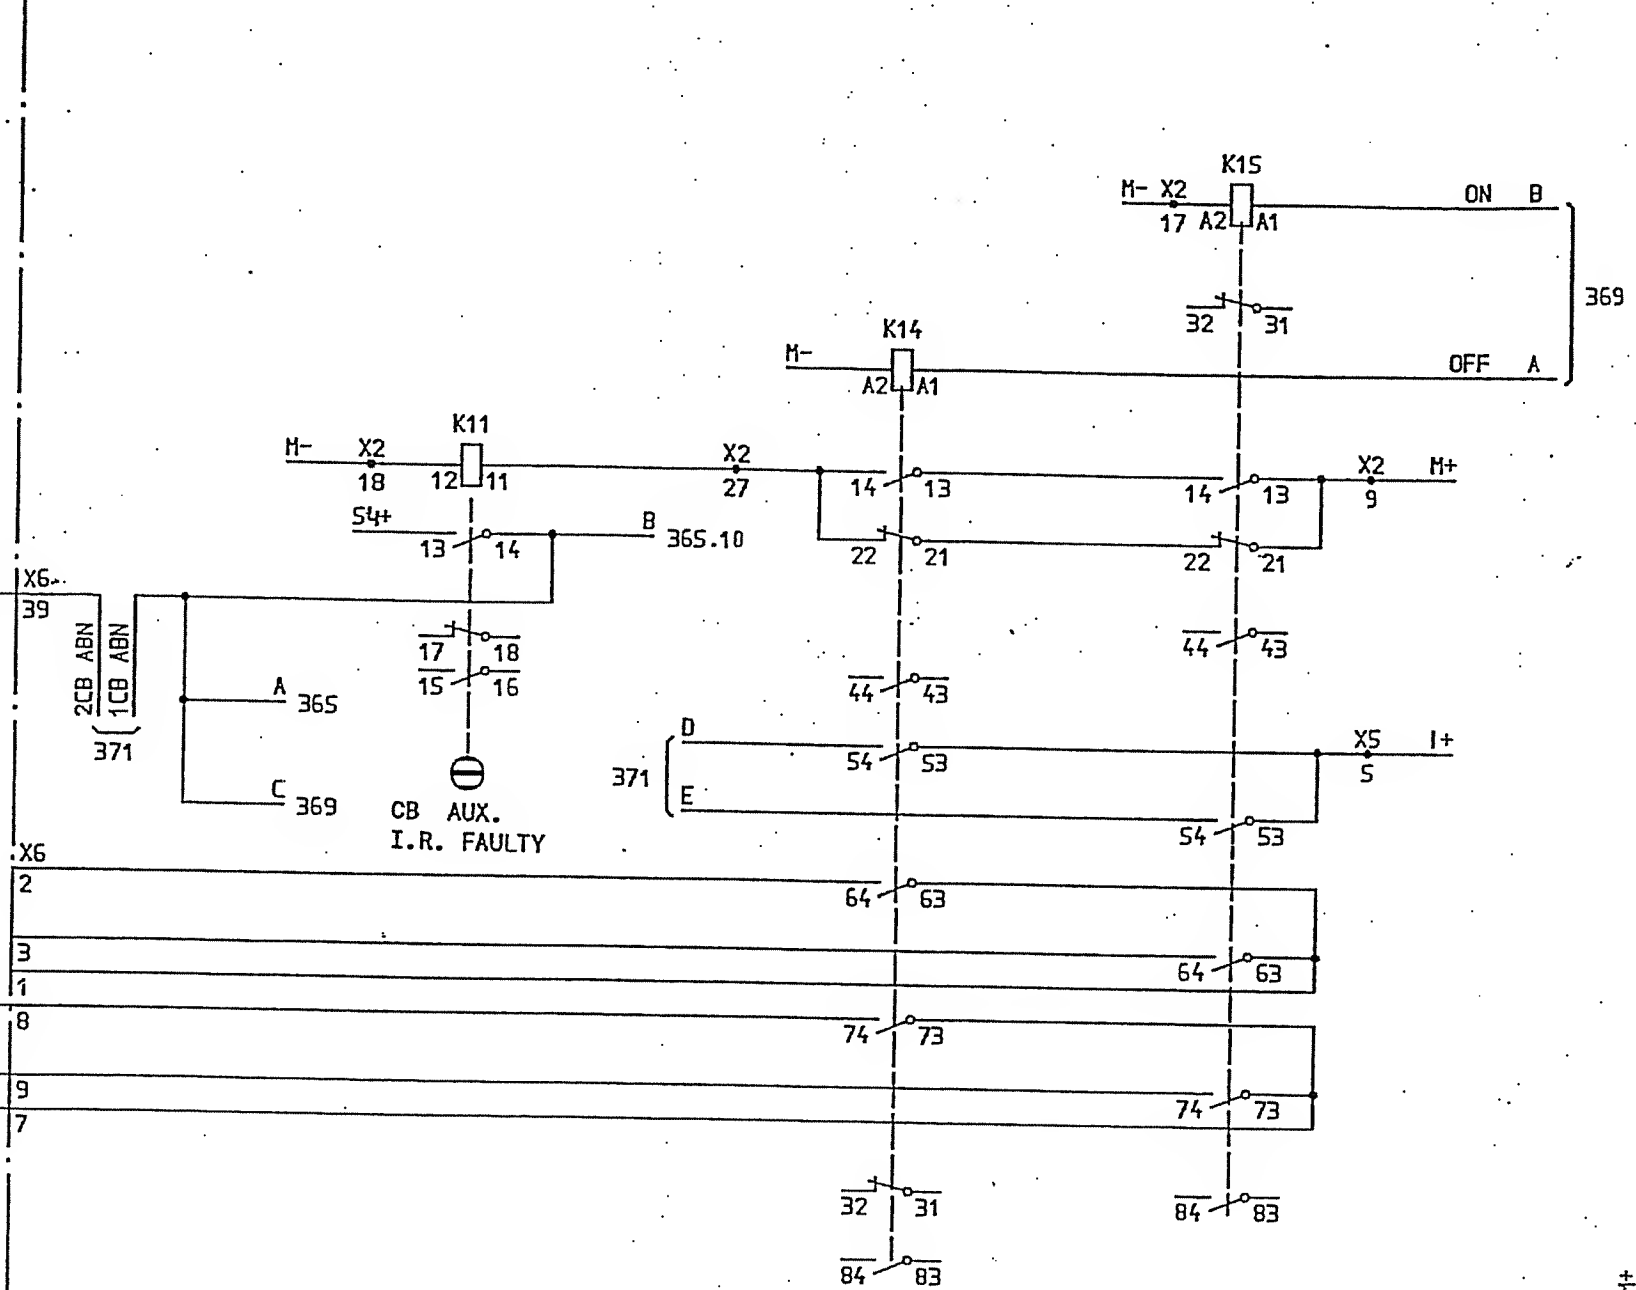 K15
M- X2 ON B
17 A2 A1
369
32 31
K14
M- OFF A
A2 A1
K11
M- X2 X2 X2 M+
18 12 11 27 14 13 14 13 9
S4+ B 365.10
13 14 22 21 22 21
X6
39
2CB ABN
1CB ABN
17 18 44 43
15 16 44 43
A 365
371
D X5 I+
371 54 53 5
C 369 E
CB AUX.
I.R. FAULTY
54 53
X6
2 64 63
3 64 63
1
8 74 73
9 74 73
7
32 31 84 83
84 83
±